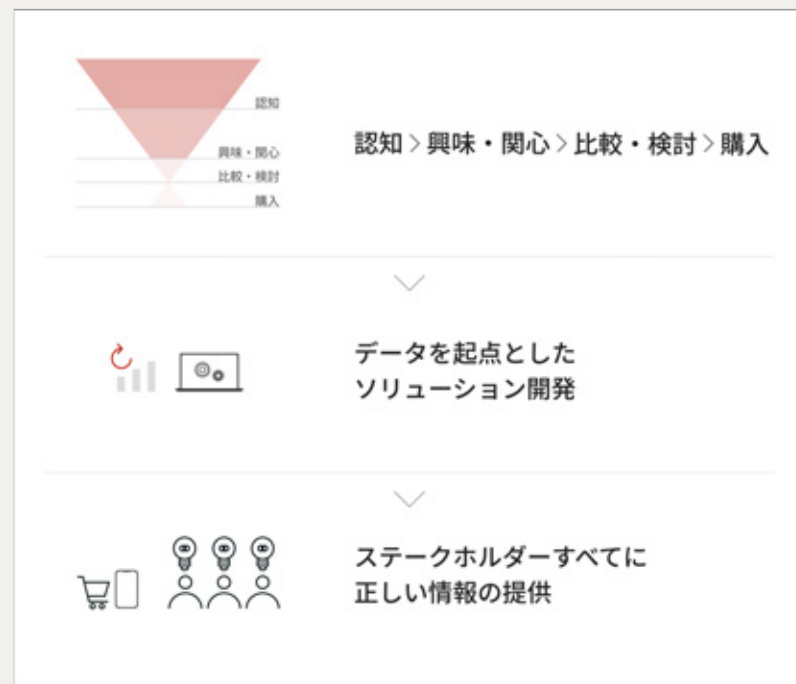 認知
興味・関心
比較・検討
購入
認知＞興味・関心＞比較・検討＞購入
データを起点とした
ソリューション開発
ステークホルダーすべてに
正しい情報の提供